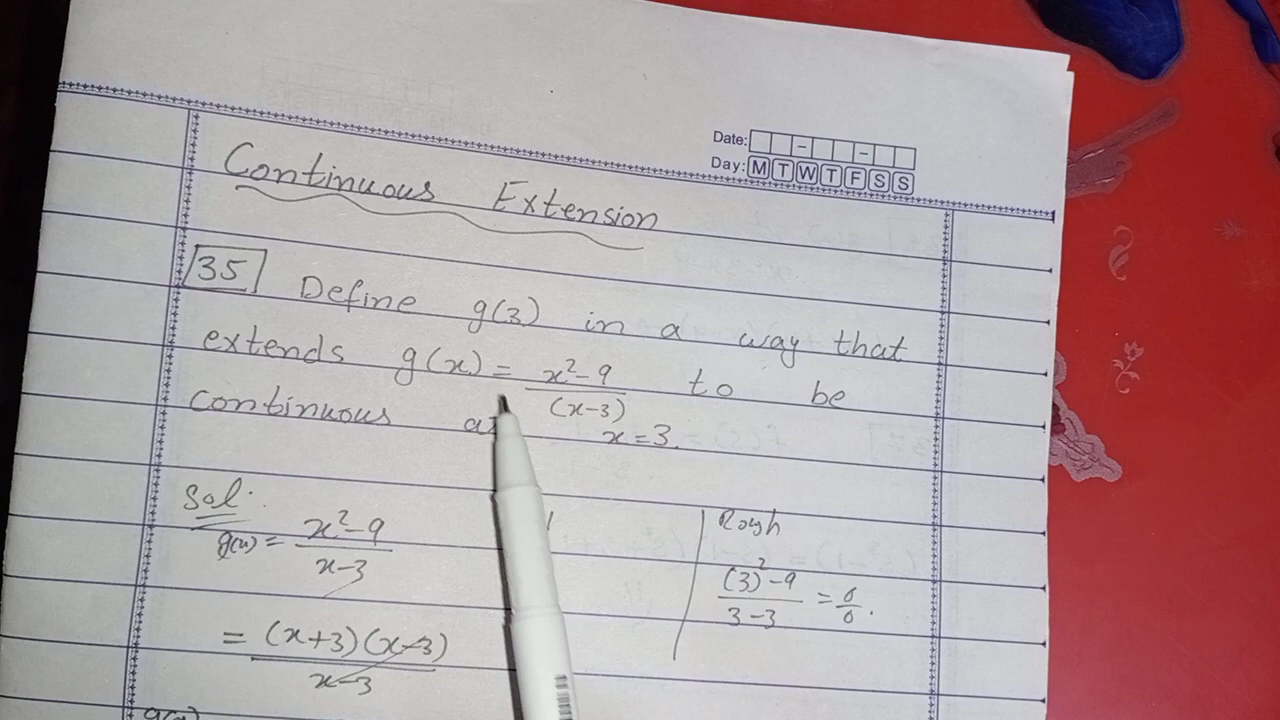 Date: - -
Day: M T W T F S S
Continuous Extension
35 Define g(3) in a way that
extends g(x) = x²-9 / (x-3) to be
continuous at x=3.
Sol.
g(x) = x²-9 / x-3
= (x+3)(x-3) / x-3
Rough
(3)²-9 / 3-3 = 0/0.